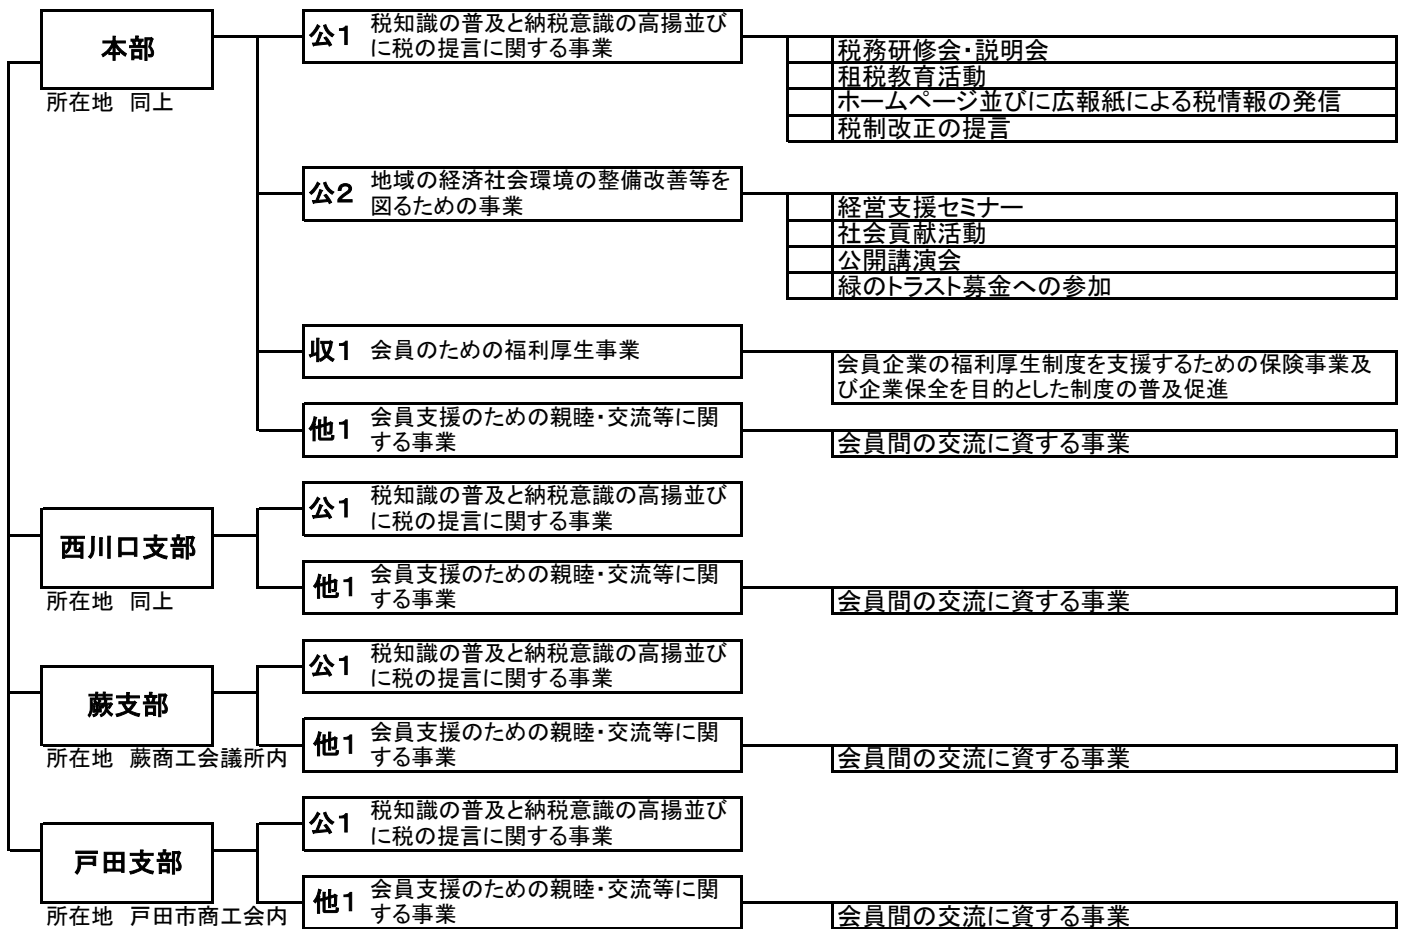 本部
所在地　同上
公1
税知識の普及と納税意識の高揚並び
に税の提言に関する事業
税務研修会・説明会
租税教育活動
ホームページ並びに広報紙による税情報の発信
税制改正の提言
公2
地域の経済社会環境の整備改善等を
図るための事業
経営支援セミナー
社会貢献活動
公開講演会
緑のトラスト募金への参加
収1
会員のための福利厚生事業
会員企業の福利厚生制度を支援するための保険事業及
び企業保全を目的とした制度の普及促進
他1
会員支援のための親睦・交流等に関
する事業
会員間の交流に資する事業
西川口支部
所在地　同上
公1
税知識の普及と納税意識の高揚並び
に税の提言に関する事業
他1
会員支援のための親睦・交流等に関
する事業
会員間の交流に資する事業
蕨支部
所在地　蕨商工会議所内
公1
税知識の普及と納税意識の高揚並び
に税の提言に関する事業
他1
会員支援のための親睦・交流等に関
する事業
会員間の交流に資する事業
戸田支部
所在地　戸田市商工会内
公1
税知識の普及と納税意識の高揚並び
に税の提言に関する事業
他1
会員支援のための親睦・交流等に関
する事業
会員間の交流に資する事業